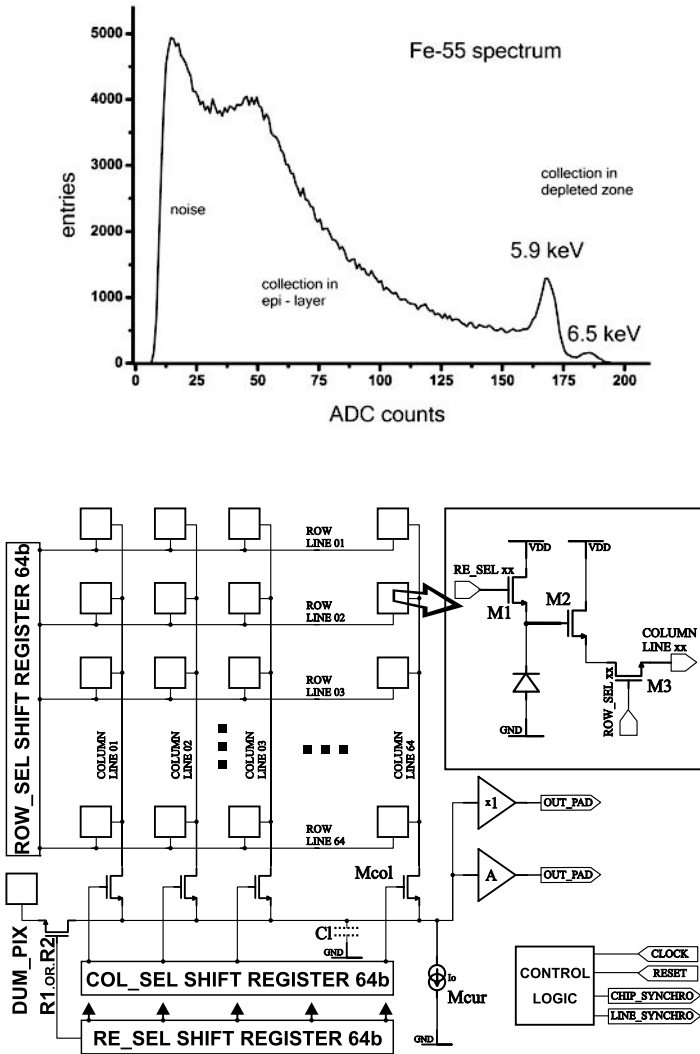 5000
Fe-55 spectrum
4000
collection in
depleted zone
entries
3000
noise
2000
5.9 keV
collection in
epi - layer
1000
6.5 keV
0
0 25 50 75 100 125 150 175 200
ADC counts
ROW_SEL SHIFT REGISTER 64b
ROW
LINE 01
ROW
LINE 02
ROW
LINE 03
ROW
LINE 64
COLUMN
LINE 01
COLUMN
LINE 02
COLUMN
LINE 03
COLUMN
LINE 64
VDD
VDD
RE_SEL xx
M1
M2
COLUMN
LINE xx
M3
ROW_SEL xx
GND
x1
OUT_PAD
A
OUT_PAD
Mcol
DUM_PIX
R1.OR.R2
Cl
GND
COL_SEL SHIFT REGISTER 64b
RE_SEL SHIFT REGISTER 64b
Io
Mcur
GND
CONTROL
LOGIC
CLOCK
RESET
CHIP_SYNCHRO
LINE_SYNCHRO